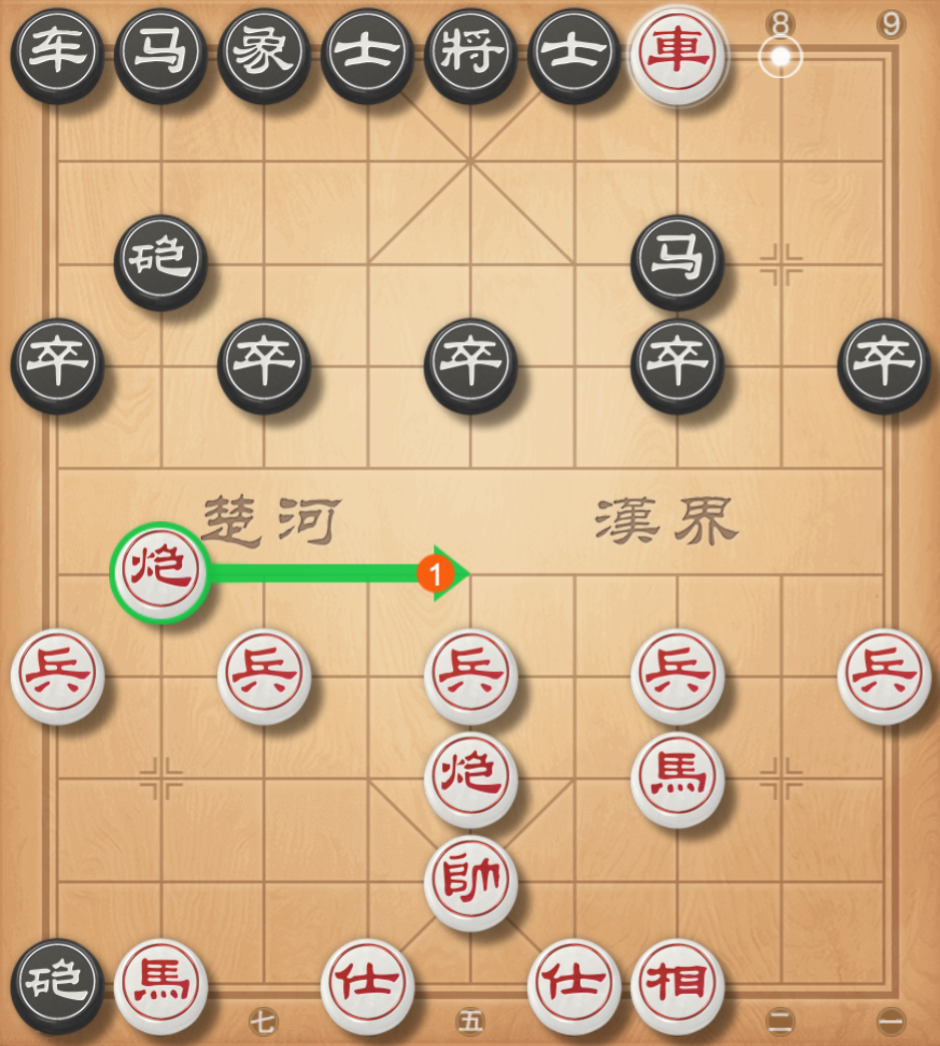 8 9
车 马 象 士 將 士 車
砲 马
卒 卒 卒 卒 卒
楚河 漢界
炮 1
兵 兵 兵 兵 兵
炮 馬
帥
砲 馬 仕 仕 相
七 五 二 一